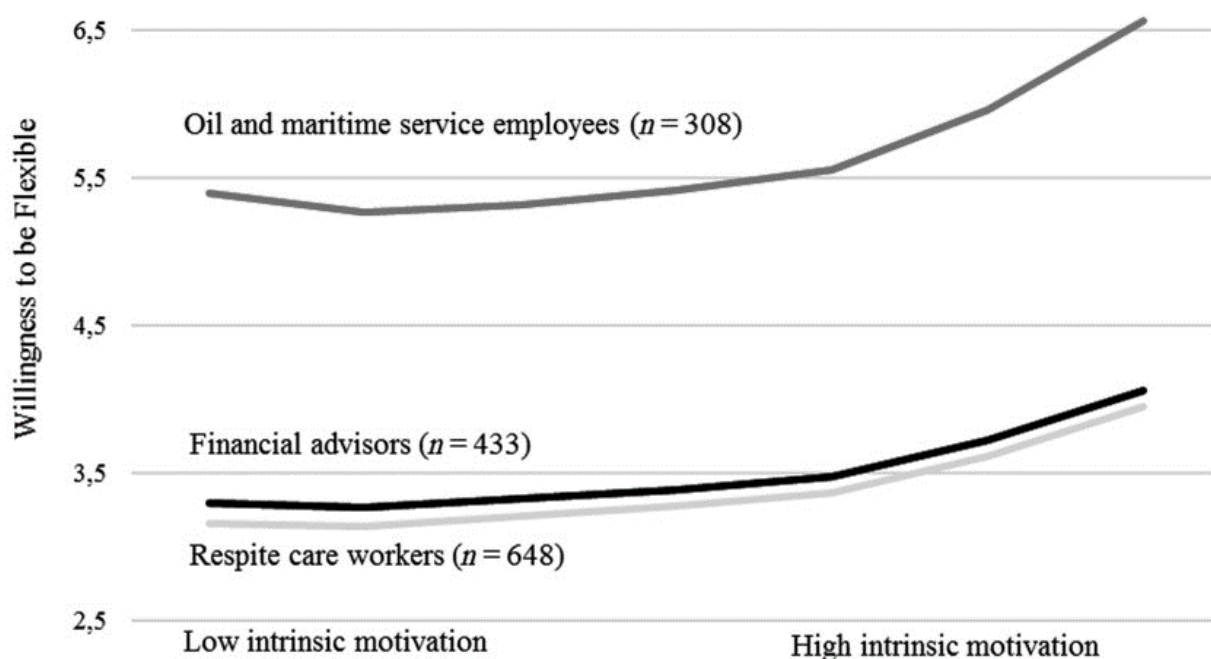 Willingness to be Flexible
6,5
Oil and maritime service employees (n = 308)
5,5
4,5
Financial advisors (n = 433)
3,5
Respite care workers (n = 648)
2,5
Low intrinsic motivation
High intrinsic motivation